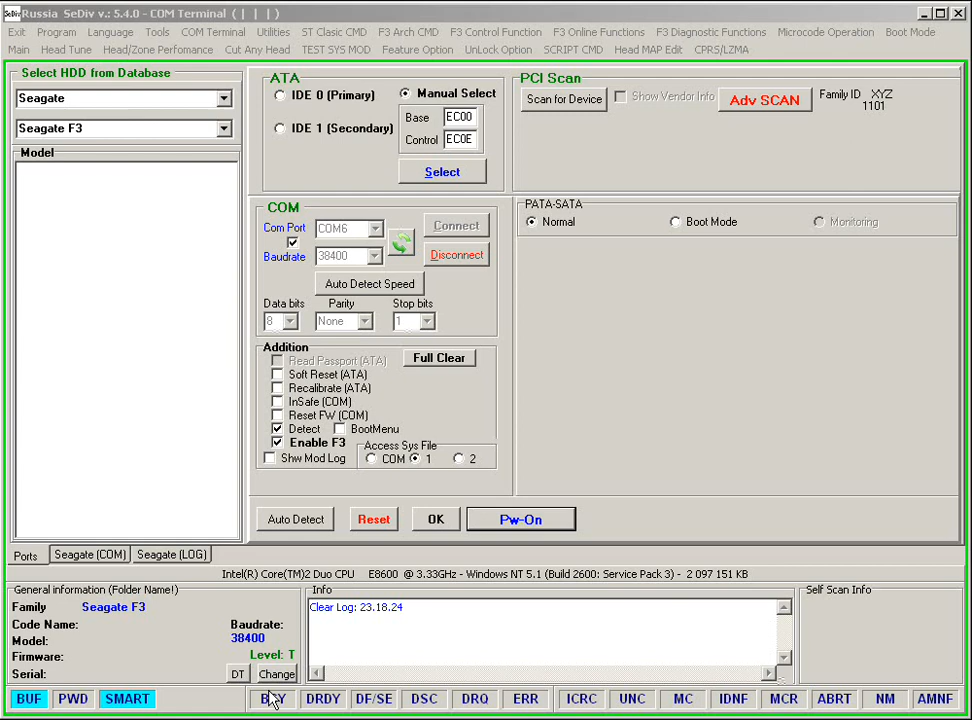 SeDiv Russia SeDiv v.: 5.4.0 - COM Terminal ( | | )
Exit Program Language Tools COM Terminal Utilities ST Clasic CMD F3 Arch CMD F3 Control Function F3 Online Functions F3 Diagnostic Functions Microcode Operation Boot Mode
Main Head Tune Head/Zone Perfomance Cut Any Head TEST SYS MOD Feature Option UnLock Option SCRIPT CMD Head MAP Edit CPRS/LZMA
Select HDD from Database
Seagate
Seagate F3
Model
ATA
IDE 0 (Primary)
Manual Select
IDE 1 (Secondary)
Base EC00
Control EC0E
Select
PCI Scan
Scan for Device
Show Vendor Info
Adv SCAN
Family ID XYZ
1101
COM
Com Port COM6
Connect
Baudrate 38400
Disconnect
Auto Detect Speed
Data bits Parity Stop bits
8 None 1
PATA-SATA
Normal Boot Mode Monitoring
Addition
Full Clear
Read Passport (ATA)
Soft Reset (ATA)
Recalibrate (ATA)
InSafe (COM)
Reset FW (COM)
Detect BootMenu
Enable F3
Access Sys File
Shw Mod Log
COM 1 2
Auto Detect Reset OK Pw-On
Ports Seagate (COM) Seagate (LOG)
Intel(R) Core(TM)2 Duo CPU E8600 @ 3.33GHz - Windows NT 5.1 (Build 2600: Service Pack 3) - 2 097 151 KB
General information (Folder Name!)
Family Seagate F3
Code Name:
Baudrate:
Model:
38400
Firmware:
Level: T
Serial:
DT Change
Info
Clear Log: 23.18.24
Self Scan Info
BUF PWD SMART BSY DRDY DF/SE DSC DRQ ERR ICRC UNC MC IDNF MCR ABRT NM AMNF